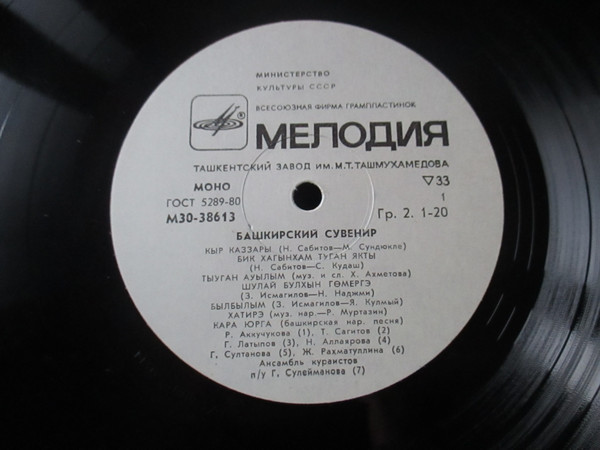 МИНИСТЕРСТВО
КУЛЬТУРЫ СССР
ВСЕСОЮЗНАЯ ФИРМА ГРАМПЛАСТИНОК
®
МЕЛОДИЯ
ТАШКЕНТСКИЙ ЗАВОД ИМ. М.Т. ТАШМУХАМЕДОВА
МОНО ▽33
ГОСТ 5289-80 1
М30-38613 Гр. 2. 1-20
БАШКИРСКИЙ СУВЕНИР
КЫР КАЗЗАРЫ (Н. Сабитов—М. Сундюкле)
БИК ХАГЫНХАМ ТУГАН ЯКТЫ
(Н. Сабитов—С. Кудаш)
ТЫУГАН АУЫЛЫМ (муз. и сл. Х. Ахметова)
ШУЛАЙ БУЛХЫН ГӨМЕРГЭ
(З. Исмагилов—Н. Наджми)
БЫЛБЫЛЫМ (З. Исмагилов—Я. Кулмый)
ХАТИРЭ (муз. нар.—Р. Муртазин)
КАРА ЮРГА (башкирская нар. песня)
Р. Аккучукова (1), Т. Сагитов (2)
Г. Латыпов (3), Н. Аллаярова (4)
Г. Султанова (5), Ж. Рахматуллина (6)
Ансамбль кураистов
п/у Г. Сулейманова (7)